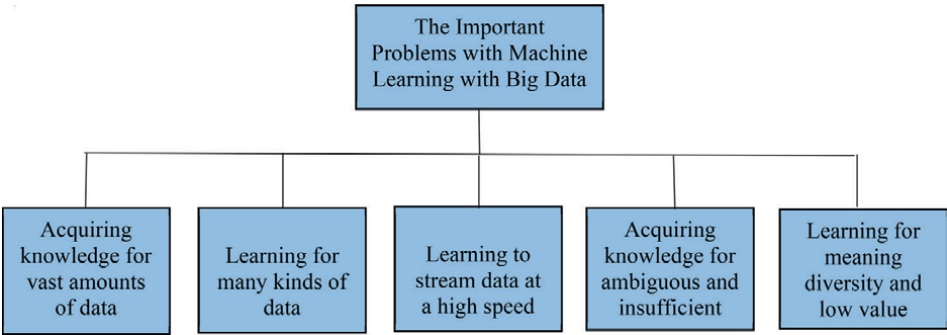 The Important
Problems with Machine
Learning with Big Data
Acquiring
knowledge for
vast amounts
of data
Learning for
many kinds of
data
Learning to
stream data at
a high speed
Acquiring
knowledge for
ambiguous and
insufficient
Learning for
meaning
diversity and
low value